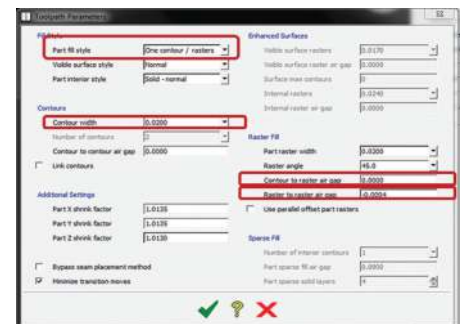 Toolpath Parameters
Fill Style
Part fill style One contour / rasters
Visible surface style Normal
Part interior style Solid - normal
Contours
Contour width 0.0200
Number of contours 2
Contour to contour air gap 0.0000
Link contours
Additional Settings
Part X shrink factor 1.0135
Part Y shrink factor 1.0135
Part Z shrink factor 1.0130
Bypass seam placement method
Minimize transition moves
Enhanced Surfaces
Visible surface rasters 0.0170
Visible surface raster air gap 0.0000
Surface max contours 0
Internal rasters 0.0240
Internal raster air gap 0.0000
Raster Fill
Part raster width 0.0200
Raster angle 45.0
Contour to raster air gap 0.0000
Raster to raster air gap -0.0004
Use parallel offset part rasters
Sparse Fill
Number of interior contours 1
Part sparse fill air gap 0.0000
Part sparse solid layers 4